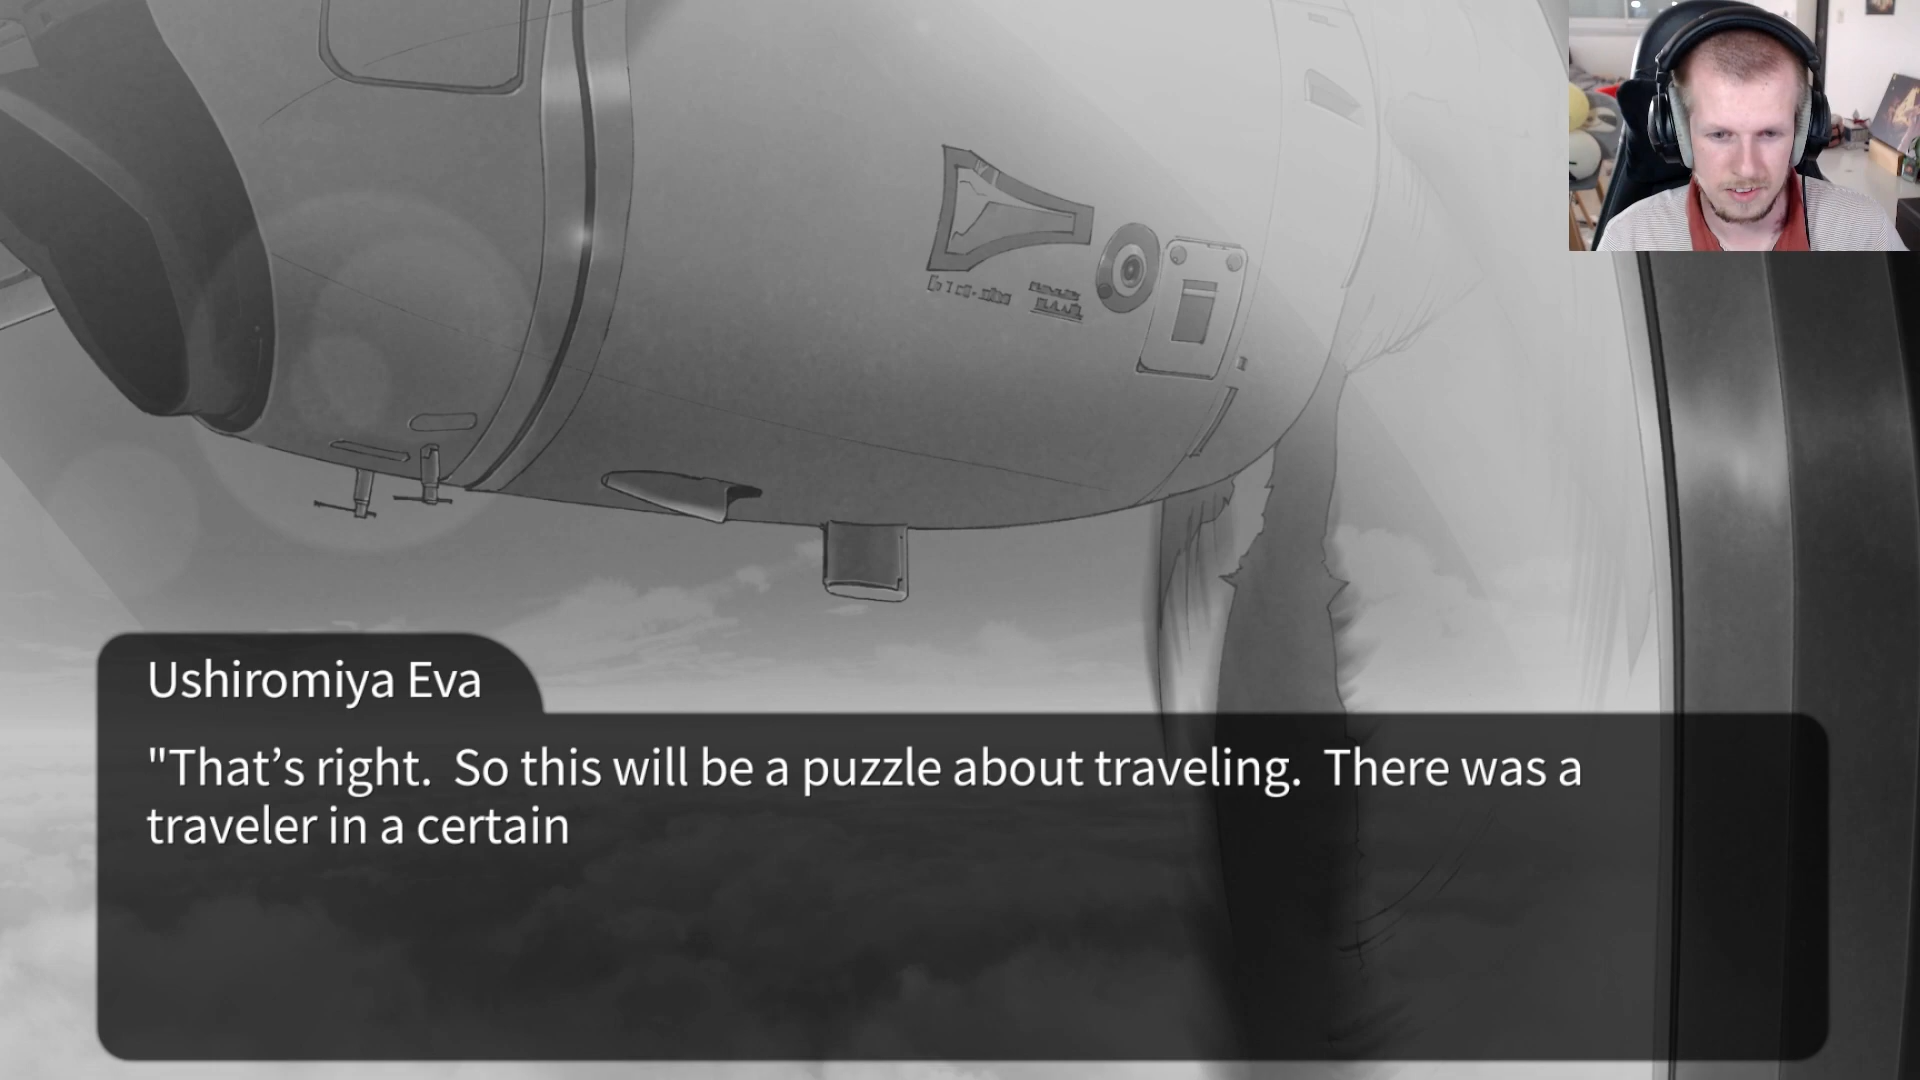 Ushiromiya Eva
"That’s right.  So this will be a puzzle about traveling.  There was a
traveler in a certain